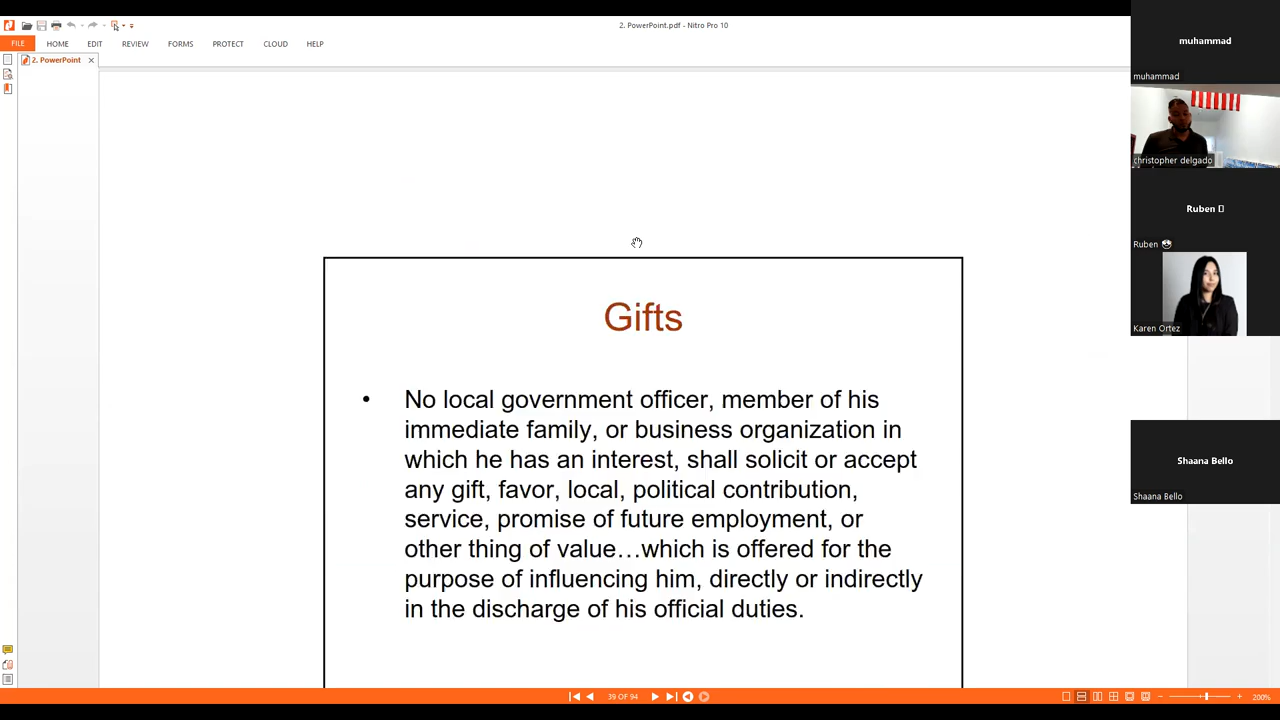 2. PowerPoint.pdf - Nitro Pro 10
FILE HOME EDIT REVIEW FORMS PROTECT CLOUD HELP
2. PowerPoint
Gifts
• No local government officer, member of his
immediate family, or business organization in
which he has an interest, shall solicit or accept
any gift, favor, local, political contribution,
service, promise of future employment, or
other thing of value…which is offered for the
purpose of influencing him, directly or indirectly
in the discharge of his official duties.
39 OF 94
200%
muhammad
muhammad
christopher delgado
Ruben
Ruben
Karen Ortez
Shaana Bello
Shaana Bello